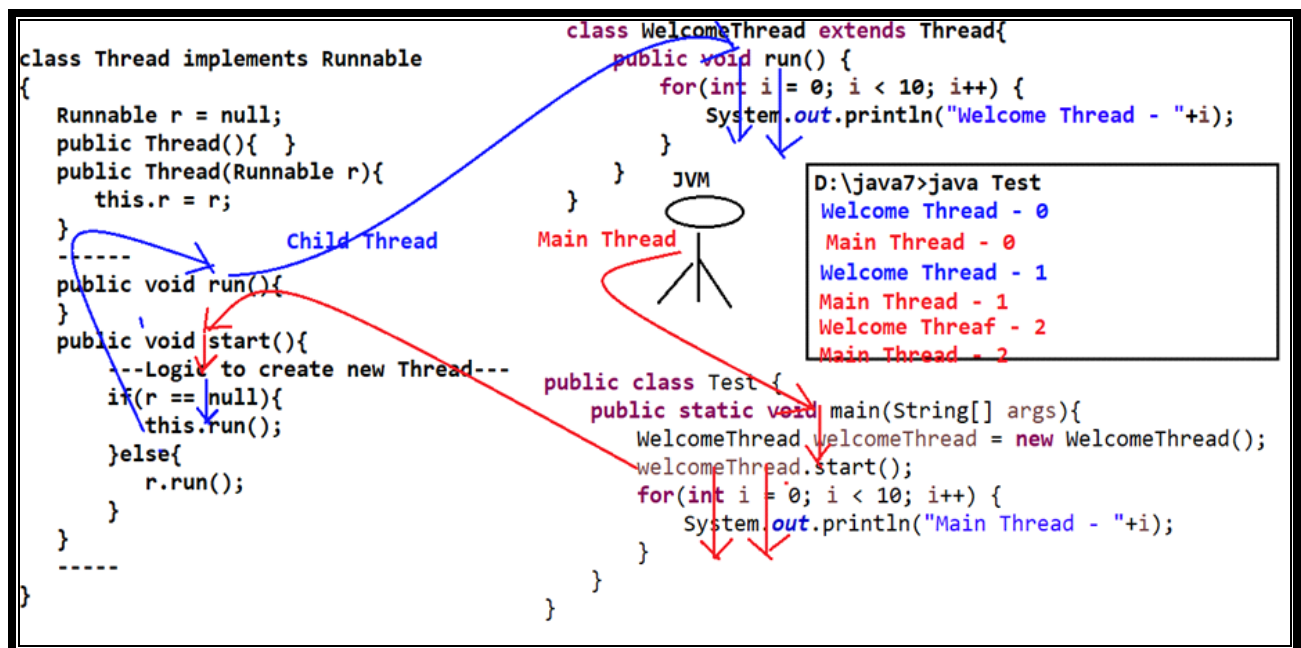 class Thread implements Runnable
{
Runnable r = null;
public Thread(){ }
public Thread(Runnable r){
this.r = r;
}
------
public void run(){
}
public void start(){
---Logic to create new Thread---
if(r == null){
this.run();
}else{
r.run();
}
}
-----
}
Child Thread
class WelcomeThread extends Thread{
public void run() {
for(int i = 0; i < 10; i++) {
System.out.println("Welcome Thread - "+i);
}
}
}
JVM
Main Thread
D:\java7>java Test
Welcome Thread - 0
Main Thread - 0
Welcome Thread - 1
Main Thread - 1
Welcome Threaf - 2
Main Thread - 2
public class Test {
public static void main(String[] args){
WelcomeThread welcomeThread = new WelcomeThread();
welcomeThread.start();
for(int i = 0; i < 10; i++) {
System.out.println("Main Thread - "+i);
}
}
}